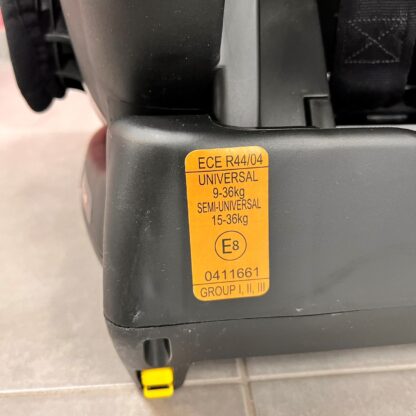 ECE R44/04
UNIVERSAL
9-36kg
SEMI-UNIVERSAL
15-36kg
E8
0411661
GROUP I, II, III